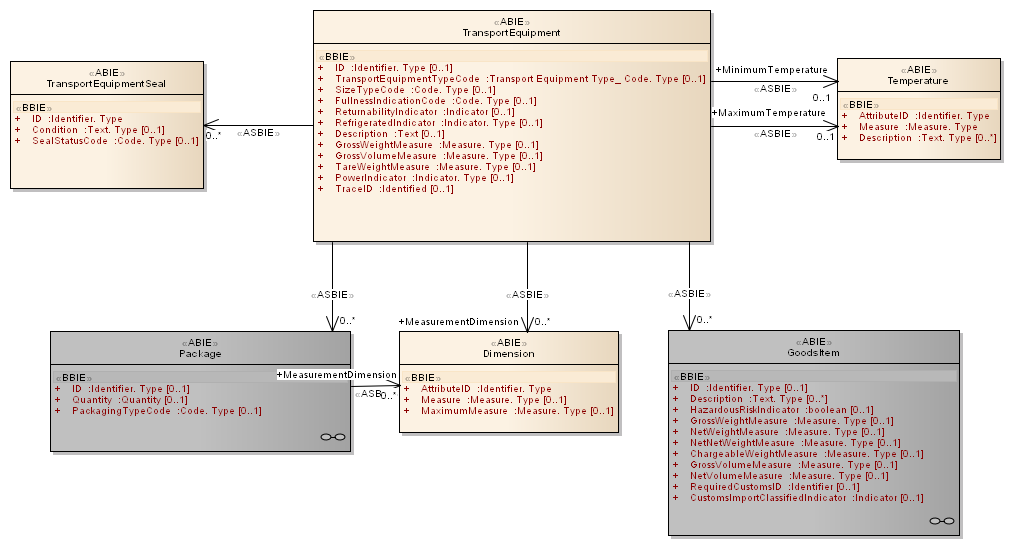 «ABIE»
TransportEquipment
«BBIE»
+ ID :Identifier. Type [0..1]
+ TransportEquipmentTypeCode :Transport Equipment Type_ Code. Type [0..1]
+ SizeTypeCode :Code. Type [0..1]
+ FullnessIndicationCode :Code. Type [0..1]
+ ReturnabilityIndicator :Indicator [0..1]
+ RefrigeratedIndicator :Indicator. Type [0..1]
+ Description :Text [0..1]
+ GrossWeightMeasure :Measure. Type [0..1]
+ GrossVolumeMeasure :Measure. Type [0..1]
+ TareWeightMeasure :Measure. Type [0..1]
+ PowerIndicator :Indicator. Type [0..1]
+ TraceID :Identified [0..1]
«ABIE»
TransportEquipmentSeal
«BBIE»
+ ID :Identifier. Type
+ Condition :Text. Type [0..1]
+ SealStatusCode :Code. Type [0..1]
0..*
«ASBIE»
+MinimumTemperature
«ASBIE»
0..1
+MaximumTemperature
«ASBIE»
0..1
«ABIE»
Temperature
«BBIE»
+ AttributeID :Identifier. Type
+ Measure :Measure. Type
+ Description :Text. Type [0..*]
«ASBIE»
0..*
«ASBIE»
+MeasurementDimension
0..*
«ASBIE»
0..*
«ABIE»
Package
«BBIE»
+ ID :Identifier. Type [0..1]
+ Quantity :Quantity [0..1]
+ PackagingTypeCode :Code. Type [0..1]
+MeasurementDimension
«ASB
0..*
«ABIE»
Dimension
«BBIE»
+ AttributeID :Identifier. Type
+ Measure :Measure. Type [0..1]
+ MaximumMeasure :Measure. Type [0..1]
«ABIE»
GoodsItem
«BBIE»
+ ID :Identifier. Type [0..1]
+ Description :Text. Type [0..*]
+ HazardousRiskIndicator :boolean [0..1]
+ GrossWeightMeasure :Measure. Type [0..1]
+ NetWeightMeasure :Measure. Type [0..1]
+ NetNetWeightMeasure :Measure. Type [0..1]
+ ChargeableWeightMeasure :Measure. Type [0..1]
+ GrossVolumeMeasure :Measure. Type [0..1]
+ NetVolumeMeasure :Measure. Type [0..1]
+ RequiredCustomsID :Identifier [0..1]
+ CustomsImportClassifiedIndicator :Indicator [0..1]